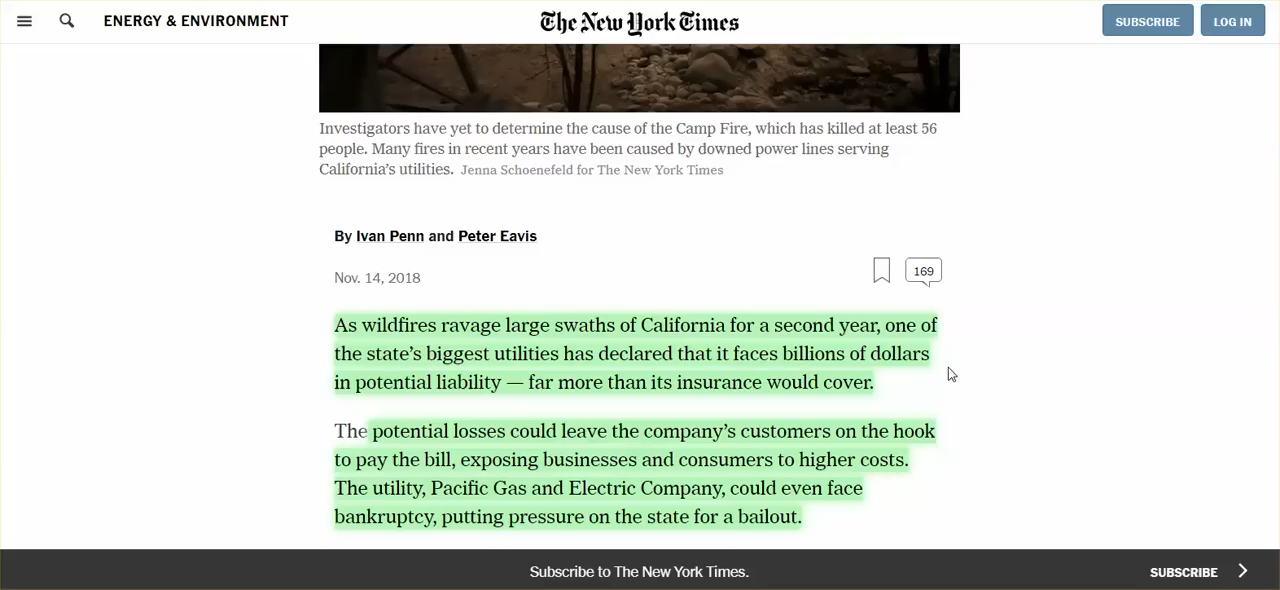 ENERGY & ENVIRONMENT
The New York Times
SUBSCRIBE
LOG IN
Investigators have yet to determine the cause of the Camp Fire, which has killed at least 56
people. Many fires in recent years have been caused by downed power lines serving
California’s utilities. Jenna Schoenefeld for The New York Times
By Ivan Penn and Peter Eavis
Nov. 14, 2018
169
As wildfires ravage large swaths of California for a second year, one of
the state’s biggest utilities has declared that it faces billions of dollars
in potential liability — far more than its insurance would cover.
The potential losses could leave the company’s customers on the hook
to pay the bill, exposing businesses and consumers to higher costs.
The utility, Pacific Gas and Electric Company, could even face
bankruptcy, putting pressure on the state for a bailout.
Subscribe to The New York Times.
SUBSCRIBE